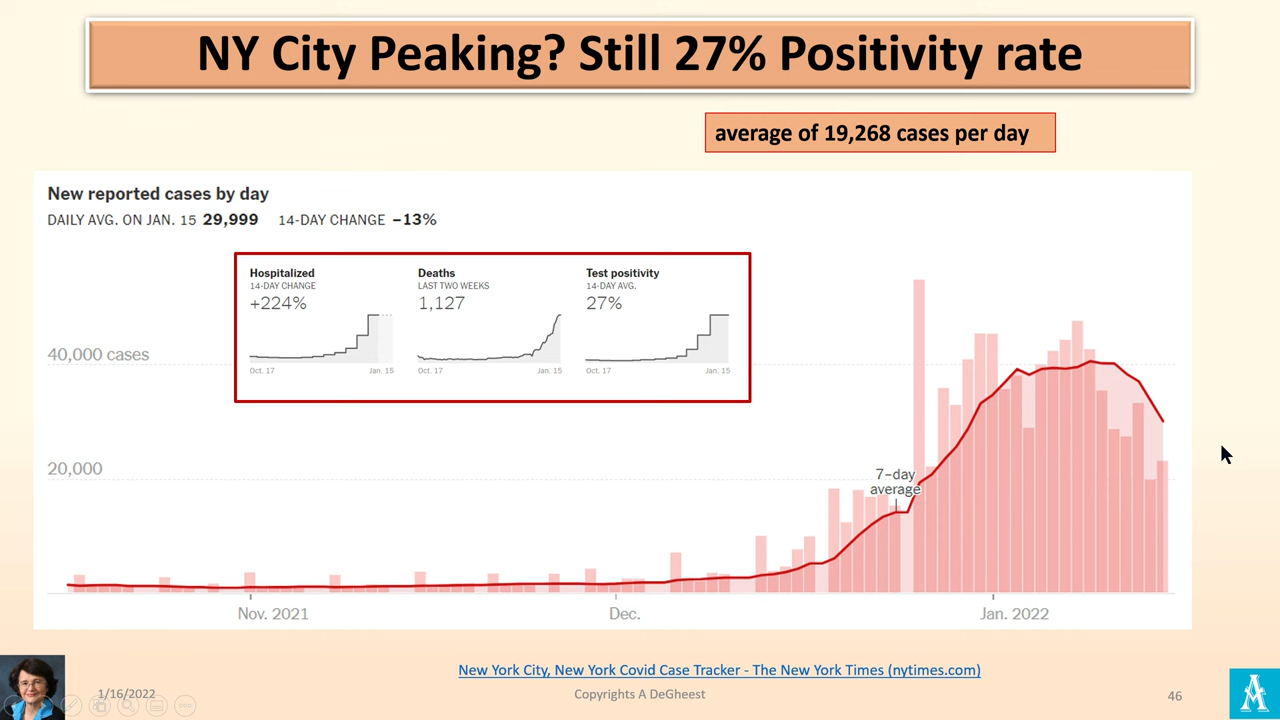 NY City Peaking? Still 27% Positivity rate
average of 19,268 cases per day
New reported cases by day
DAILY AVG. ON JAN. 15 29,999 14-DAY CHANGE –13%
Hospitalized
14-DAY CHANGE
+224%
Oct. 17 Jan. 15
Deaths
LAST TWO WEEKS
1,127
Oct. 17 Jan. 15
Test positivity
14-DAY AVG.
27%
Oct. 17 Jan. 15
40,000 cases
20,000
7–day
average
Nov. 2021 Dec. Jan. 2022
New York City, New York Covid Case Tracker - The New York Times (nytimes.com)
1/16/2022 Copyrights A DeGheest 46